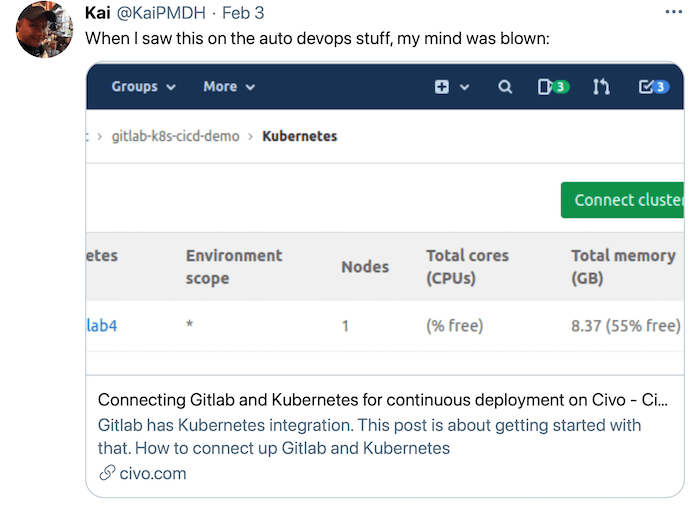 Kai @KaiPMDH · Feb 3
When I saw this on the auto devops stuff, my mind was blown:
Groups More 3 3
gitlab-k8s-cicd-demo > Kubernetes
Connect cluster
etes Environment scope Nodes Total cores (CPUs) Total memory (GB)
lab4 * 1 (% free) 8.37 (55% free)
Connecting Gitlab and Kubernetes for continuous deployment on Civo - Ci...
Gitlab has Kubernetes integration. This post is about getting started with
that. How to connect up Gitlab and Kubernetes
civo.com